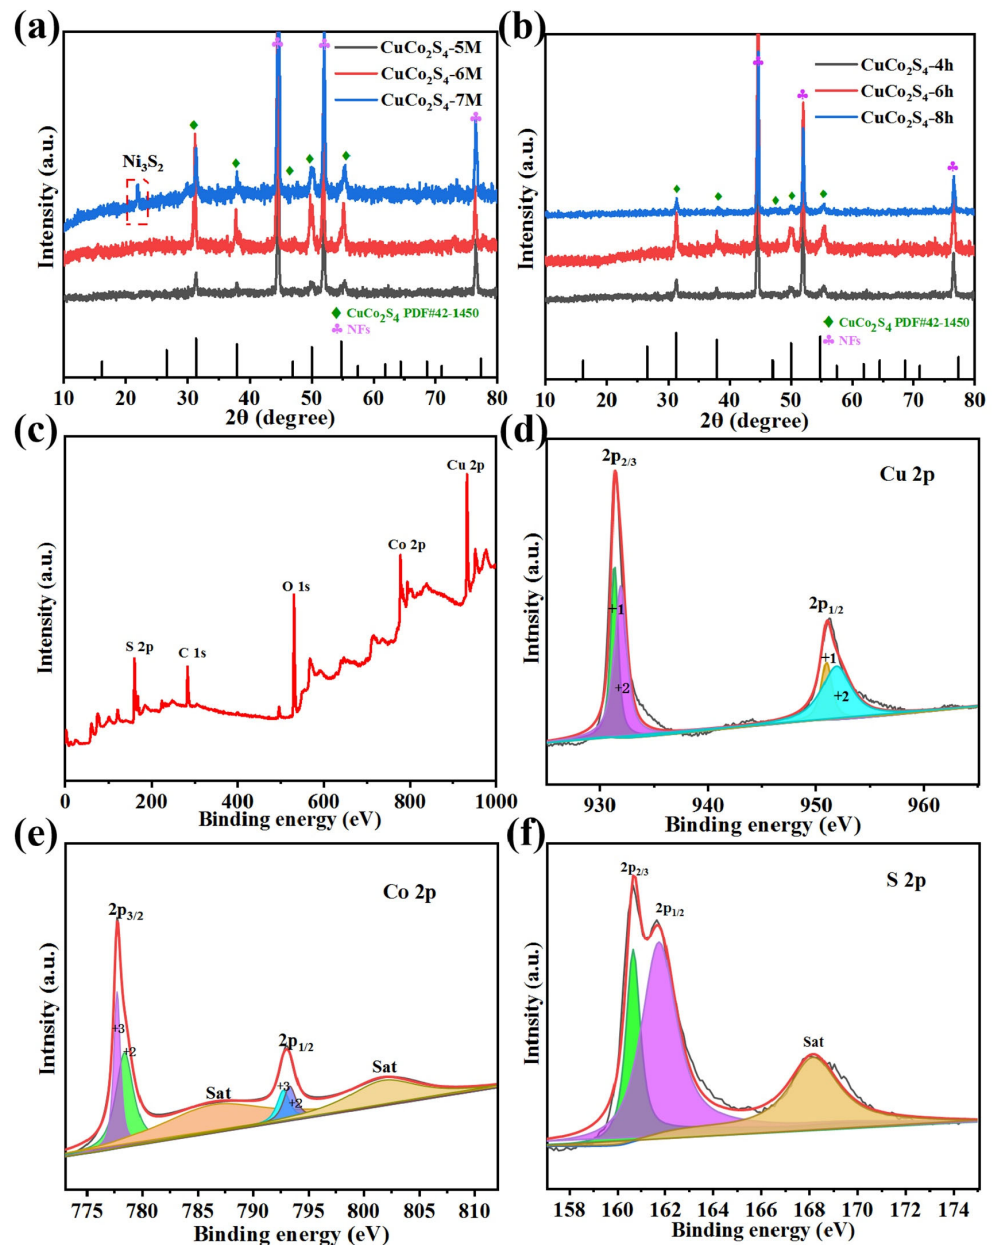 (a)
CuCo₂S₄-5M
CuCo₂S₄-6M
CuCo₂S₄-7M
Ni₃S₂
Intensity (a.u.)
◆ CuCo₂S₄ PDF#42-1450
♣ NFs
10 20 30 40 50 60 70 80
2θ (degree)
(b)
CuCo₂S₄-4h
CuCo₂S₄-6h
CuCo₂S₄-8h
Intensity (a.u.)
◆ CuCo₂S₄ PDF#42-1450
♣ NFs
10 20 30 40 50 60 70 80
2θ (degree)
(c)
Cu 2p
Co 2p
O 1s
S 2p
C 1s
Intensity (a.u.)
0 200 400 600 800 1000
Binding energy (eV)
(d)
Cu 2p
2p₂/₃
2p₁/₂
+1
+1
+2
+2
Intnsity (a.u.)
930 940 950 960
Binding energy (eV)
(e)
Co 2p
2p₃/₂
2p₁/₂
+3
+2
+3
+2
Sat
Sat
Intnsity (a.u.)
775 780 785 790 795 800 805 810
Binding energy (eV)
(f)
S 2p
2p₂/₃
2p₁/₂
Sat
Intnsity (a.u.)
158 160 162 164 166 168 170 172 174
Binding energy (eV)